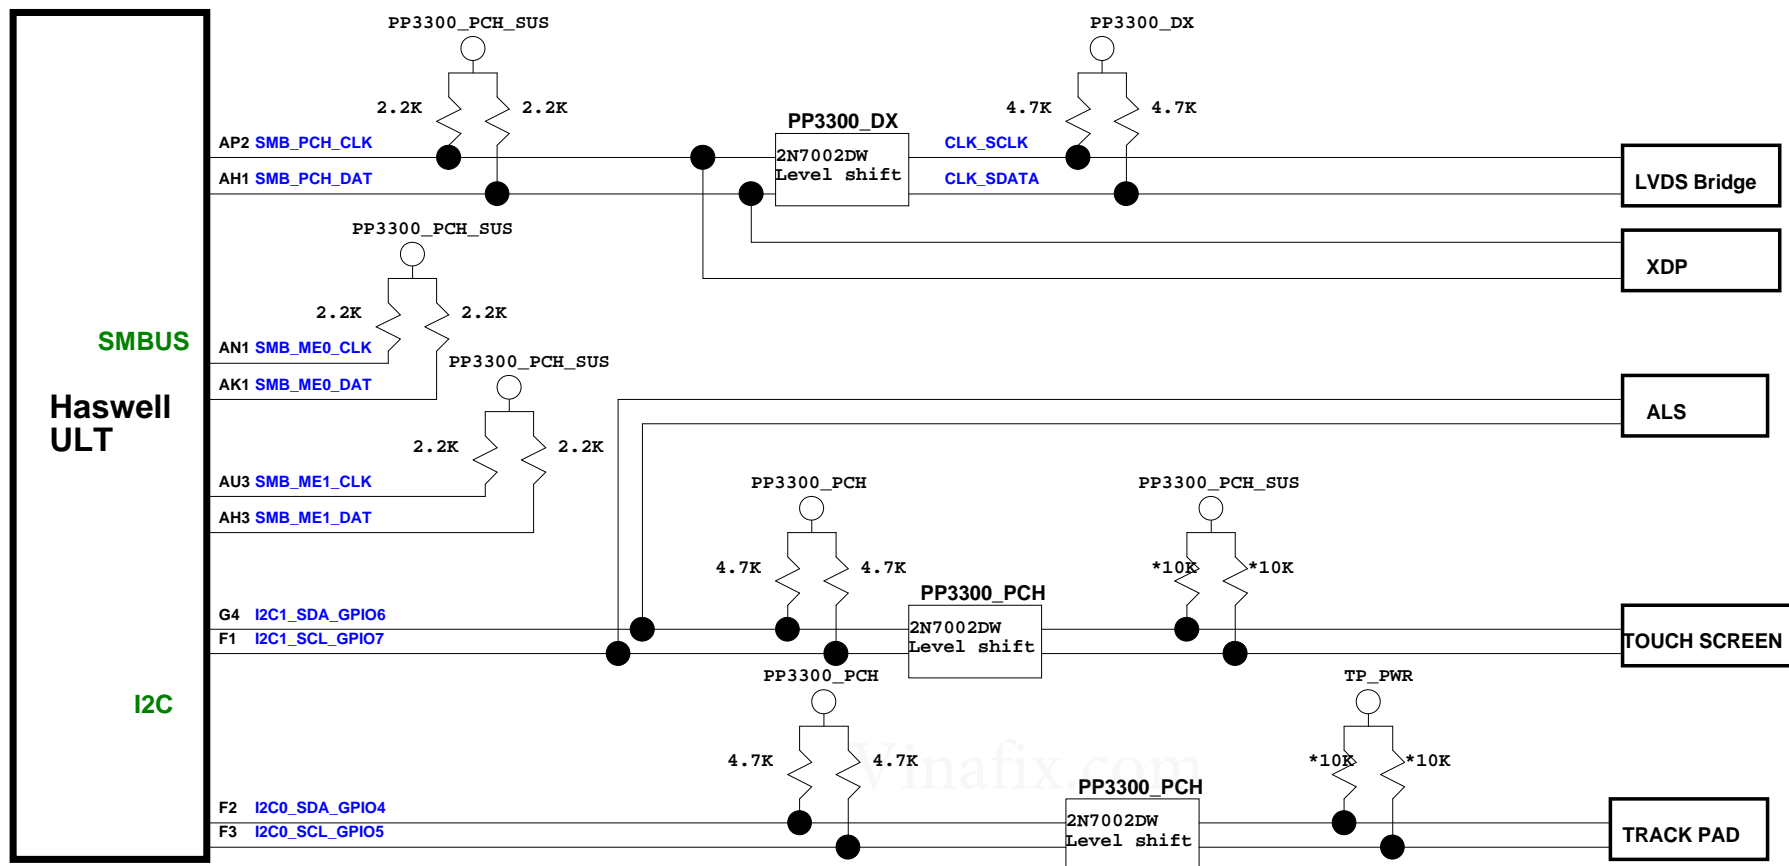 PP3300_PCH_SUS
PP3300_DX
2.2K 2.2K
4.7K 4.7K
PP3300_DX
AP2 SMB_PCH_CLK
2N7002DW
Level shift
CLK_SCLK
AH1 SMB_PCH_DAT
CLK_SDATA
LVDS Bridge
PP3300_PCH_SUS
XDP
2.2K 2.2K
SMBUS
AN1 SMB_ME0_CLK
PP3300_PCH_SUS
AK1 SMB_ME0_DAT
Haswell
ULT
ALS
2.2K 2.2K
AU3 SMB_ME1_CLK
PP3300_PCH
PP3300_PCH_SUS
AH3 SMB_ME1_DAT
4.7K 4.7K
*10K *10K
PP3300_PCH
G4 I2C1_SDA_GPIO6
2N7002DW
Level shift
F1 I2C1_SCL_GPIO7
TOUCH SCREEN
PP3300_PCH
TP_PWR
I2C
4.7K 4.7K
*10K *10K
Vinafix.com
PP3300_PCH
F2 I2C0_SDA_GPIO4
2N7002DW
Level shift
F3 I2C0_SCL_GPIO5
TRACK PAD